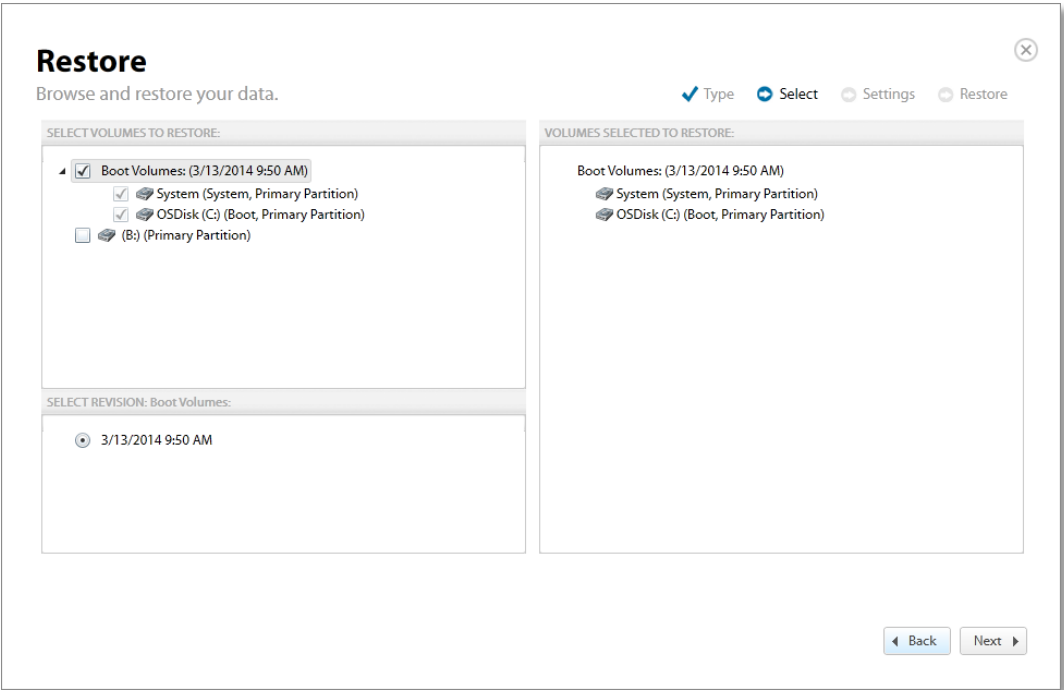 Restore
Browse and restore your data.
Type Select Settings Restore
SELECT VOLUMES TO RESTORE:
Boot Volumes: (3/13/2014 9:50 AM)
System (System, Primary Partition)
OSDisk (C:) (Boot, Primary Partition)
(B:) (Primary Partition)
SELECT REVISION: Boot Volumes:
3/13/2014 9:50 AM
VOLUMES SELECTED TO RESTORE:
Boot Volumes: (3/13/2014 9:50 AM)
System (System, Primary Partition)
OSDisk (C:) (Boot, Primary Partition)
Back Next